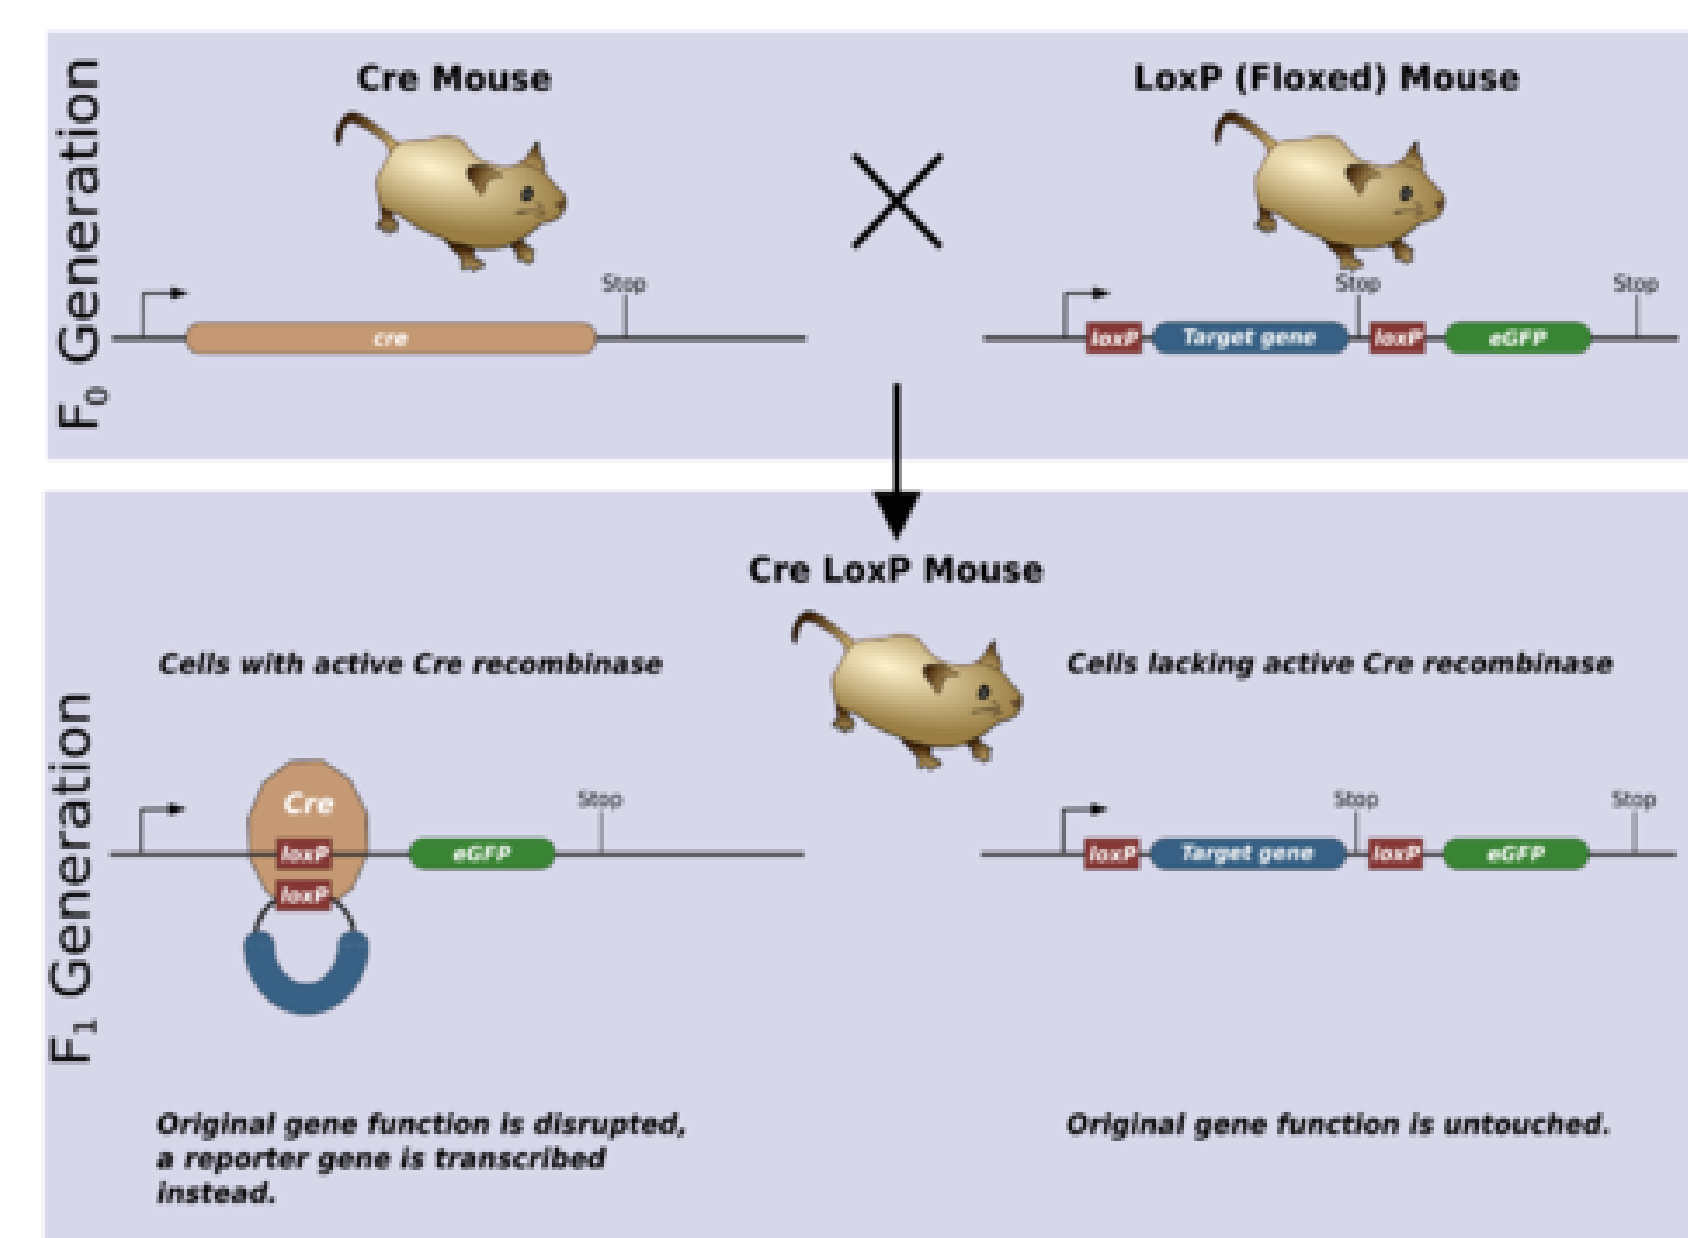 F0 Generation
Cre Mouse
LoxP (Floxed) Mouse
Stop
cre
Stop
Stop
loxP
Target gene
loxP
eGFP
Cre LoxP Mouse
F1 Generation
Cells with active Cre recombinase
Cells lacking active Cre recombinase
Cre
Stop
loxP
eGFP
loxP
Stop
Stop
loxP
Target gene
loxP
eGFP
Original gene function is disrupted,
a reporter gene is transcribed
instead.
Original gene function is untouched.